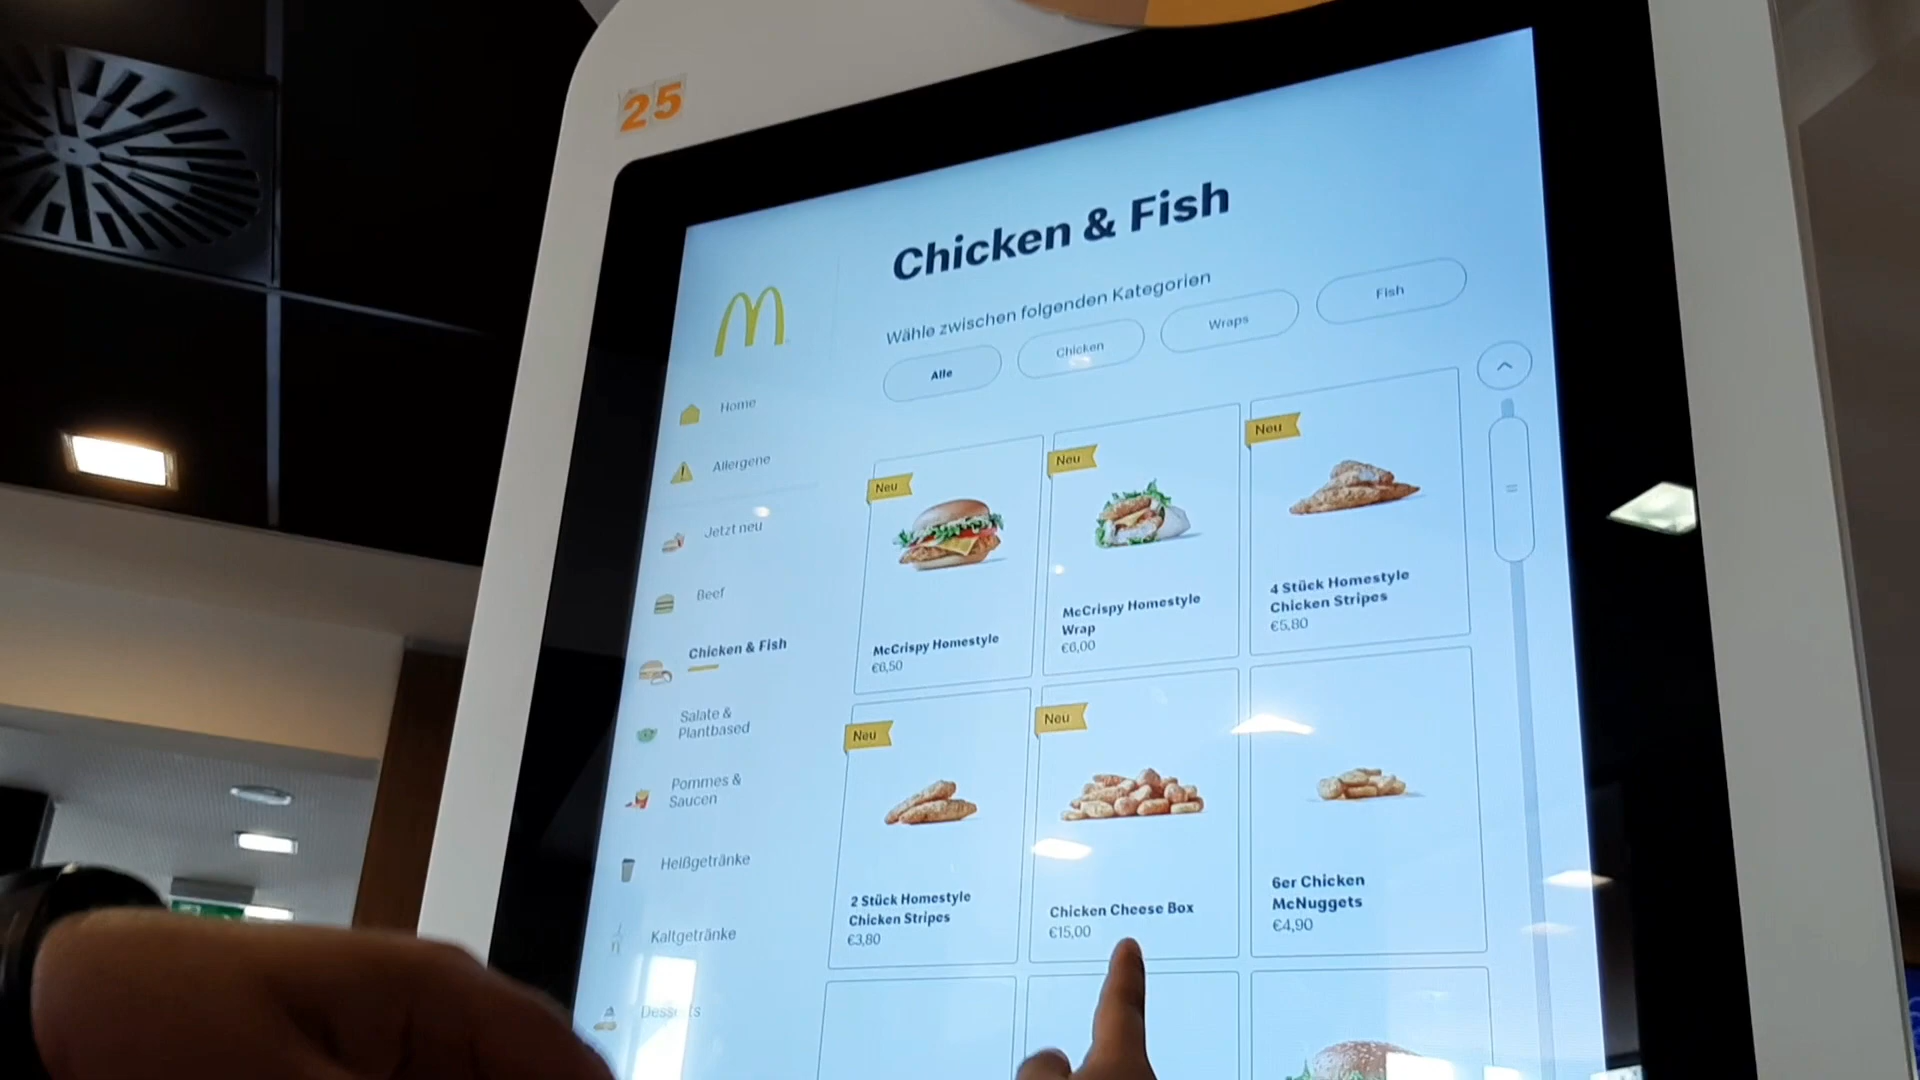 25
Chicken & Fish
Wähle zwischen folgenden Kategorien
Alle
Chicken
Wraps
Fish
Home
Allergene
Jetzt neu
Beef
Chicken & Fish
Salate &
Plantbased
Pommes &
Saucen
Heißgetränke
Kaltgetränke
Desserts
Neu
McCrispy Homestyle
€6,50
Neu
McCrispy Homestyle
Wrap
€6,00
Neu
4 Stück Homestyle
Chicken Stripes
€5,80
Neu
2 Stück Homestyle
Chicken Stripes
€3,80
Neu
Chicken Cheese Box
€15,00
6er Chicken
McNuggets
€4,90